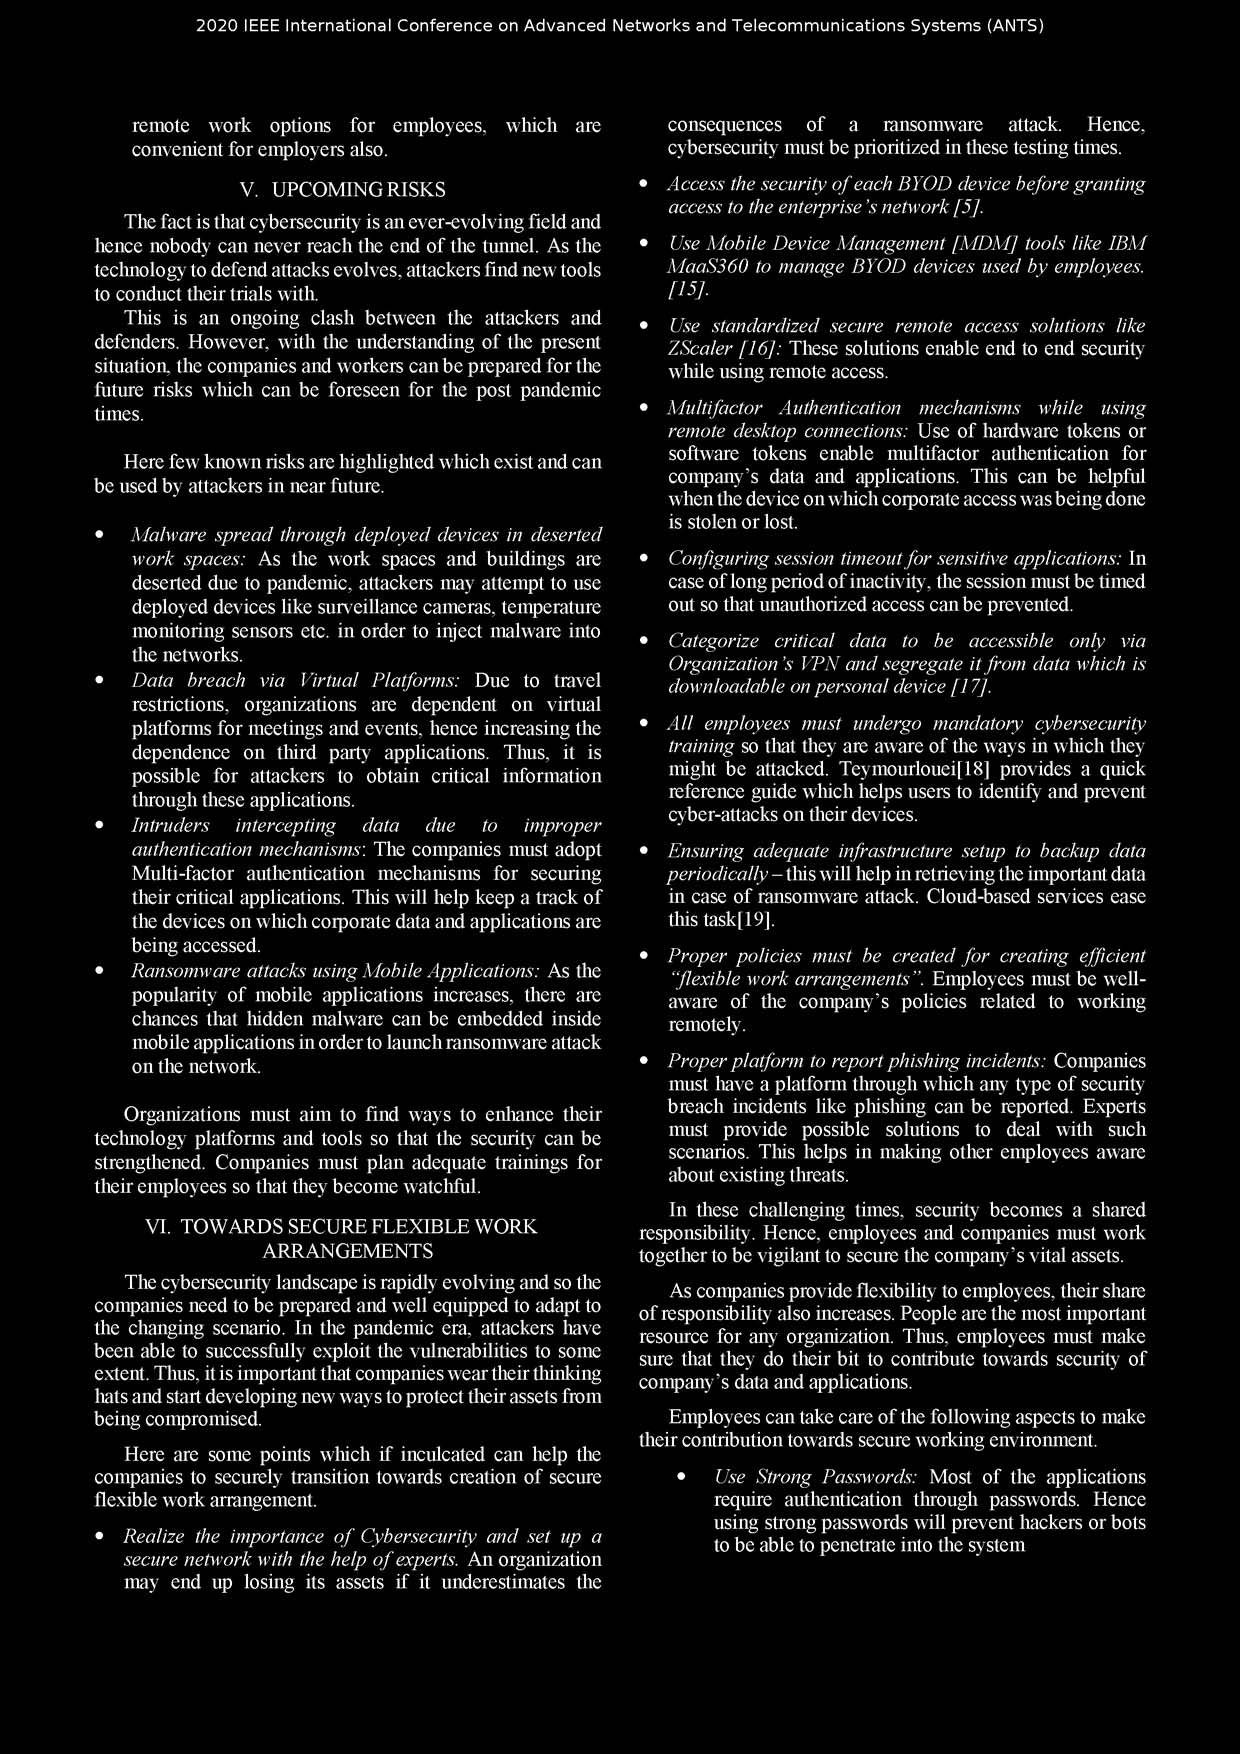 2020 IEEE International Conference on Advanced Networks and Telecommunications Systems (ANTS)
remote work options for employees, which are
convenient for employers also.
V. UPCOMING RISKS
The fact is that cybersecurity is an ever-evolving field and
hence nobody can never reach the end of the tunnel. As the
technology to defend attacks evolves, attackers find new tools
to conduct their trials with.
This is an ongoing clash between the attackers and
defenders. However, with the understanding of the present
situation, the companies and workers can be prepared for the
future risks which can be foreseen for the post pandemic
times.
Here few known risks are highlighted which exist and can
be used by attackers in near future.
• Malware spread through deployed devices in deserted
work spaces: As the work spaces and buildings are
deserted due to pandemic, attackers may attempt to use
deployed devices like surveillance cameras, temperature
monitoring sensors etc. in order to inject malware into
the networks.
• Data breach via Virtual Platforms: Due to travel
restrictions, organizations are dependent on virtual
platforms for meetings and events, hence increasing the
dependence on third party applications. Thus, it is
possible for attackers to obtain critical information
through these applications.
• Intruders intercepting data due to improper
authentication mechanisms: The companies must adopt
Multi-factor authentication mechanisms for securing
their critical applications. This will help keep a track of
the devices on which corporate data and applications are
being accessed.
• Ransomware attacks using Mobile Applications: As the
popularity of mobile applications increases, there are
chances that hidden malware can be embedded inside
mobile applications in order to launch ransomware attack
on the network.
Organizations must aim to find ways to enhance their
technology platforms and tools so that the security can be
strengthened. Companies must plan adequate trainings for
their employees so that they become watchful.
VI. TOWARDS SECURE FLEXIBLE WORK
ARRANGEMENTS
The cybersecurity landscape is rapidly evolving and so the
companies need to be prepared and well equipped to adapt to
the changing scenario. In the pandemic era, attackers have
been able to successfully exploit the vulnerabilities to some
extent. Thus, it is important that companies wear their thinking
hats and start developing new ways to protect their assets from
being compromised.
Here are some points which if inculcated can help the
companies to securely transition towards creation of secure
flexible work arrangement.
• Realize the importance of Cybersecurity and set up a
secure network with the help of experts. An organization
may end up losing its assets if it underestimates the
consequences of a ransomware attack. Hence,
cybersecurity must be prioritized in these testing times.
• Access the security of each BYOD device before granting
access to the enterprise's network [5].
• Use Mobile Device Management [MDM] tools like IBM
MaaS360 to manage BYOD devices used by employees.
[15].
• Use standardized secure remote access solutions like
ZScaler [16]: These solutions enable end to end security
while using remote access.
• Multifactor Authentication mechanisms while using
remote desktop connections: Use of hardware tokens or
software tokens enable multifactor authentication for
company's data and applications. This can be helpful
when the device on which corporate access was being done
is stolen or lost.
• Configuring session timeout for sensitive applications: In
case of long period of inactivity, the session must be timed
out so that unauthorized access can be prevented.
• Categorize critical data to be accessible only via
Organization's VPN and segregate it from data which is
downloadable on personal device [17].
• All employees must undergo mandatory cybersecurity
training so that they are aware of the ways in which they
might be attacked. Teymourlouei[18] provides a quick
reference guide which helps users to identify and prevent
cyber-attacks on their devices.
• Ensuring adequate infrastructure setup to backup data
periodically – this will help in retrieving the important data
in case of ransomware attack. Cloud-based services ease
this task[19].
• Proper policies must be created for creating efficient
“flexible work arrangements”. Employees must be well-
aware of the company's policies related to working
remotely.
• Proper platform to report phishing incidents: Companies
must have a platform through which any type of security
breach incidents like phishing can be reported. Experts
must provide possible solutions to deal with such
scenarios. This helps in making other employees aware
about existing threats.
In these challenging times, security becomes a shared
responsibility. Hence, employees and companies must work
together to be vigilant to secure the company's vital assets.
As companies provide flexibility to employees, their share
of responsibility also increases. People are the most important
resource for any organization. Thus, employees must make
sure that they do their bit to contribute towards security of
company's data and applications.
Employees can take care of the following aspects to make
their contribution towards secure working environment.
• Use Strong Passwords: Most of the applications
require authentication through passwords. Hence
using strong passwords will prevent hackers or bots
to be able to penetrate into the system